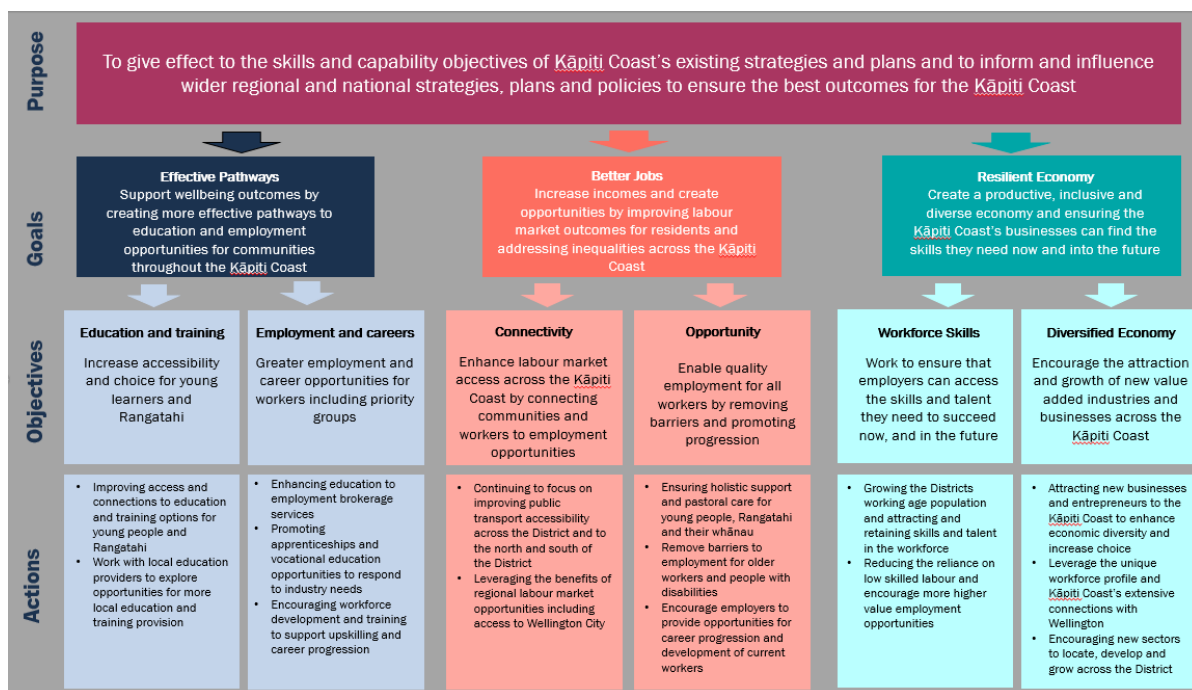 Purpose
To give effect to the skills and capability objectives of Kāpiti Coast's existing strategies and plans and to inform and influence
wider regional and national strategies, plans and policies to ensure the best outcomes for the Kāpiti Coast
Goals
Effective Pathways
Support wellbeing outcomes by
creating more effective pathways to
education and employment
opportunities for communities
throughout the Kāpiti Coast
Better Jobs
Increase incomes and create
opportunities by improving labour
market outcomes for residents and
addressing inequalities across the Kāpiti
Coast
Resilient Economy
Create a productive, inclusive and
diverse economy and ensuring the
Kāpiti Coast's businesses can find the
skills they need now and into the future
Objectives
Education and training
Increase accessibility
and choice for young
learners and
Rangatahi
Employment and careers
Greater employment and
career opportunities for
workers including priority
groups
Connectivity
Enhance labour market
access across the Kāpiti
Coast by connecting
communities and
workers to employment
opportunities
Opportunity
Enable quality
employment for all
workers by removing
barriers and promoting
progression
Workforce Skills
Work to ensure that
employers can access
the skills and talent
they need to succeed
now, and in the future
Diversified Economy
Encourage the attraction
and growth of new value
added industries and
businesses across the
Kāpiti Coast
Actions
• Improving access and
connections to education
and training options for
young people and
Rangatahi
• Work with local education
providers to explore
opportunities for more
local education and
training provision
• Enhancing education to
employment brokerage
services
• Promoting
apprenticeships and
vocational education
opportunities to respond
to industry needs
• Encouraging workforce
development and training
to support upskilling and
career progression
• Continuing to focus on
improving public
transport accessibility
across the District and to
the north and south of
the District
• Leveraging the benefits of
regional labour market
opportunities including
access to Wellington City
• Ensuring holistic support
and pastoral care for
young people, Rangatahi
and their whānau
• Remove barriers to
employment for older
workers and people with
disabilities
• Encourage employers to
provide opportunities for
career progression and
development of current
workers
• Growing the Districts
working age population
and attracting and
retaining skills and talent
in the workforce
• Reducing the reliance on
low skilled labour and
encourage more higher
value employment
opportunities
• Attracting new businesses
and entrepreneurs to the
Kāpiti Coast to enhance
economic diversity and
increase choice
• Leverage the unique
workforce profile and
Kāpiti Coast's extensive
connections with
Wellington
• Encouraging new sectors
to locate, develop and
grow across the District